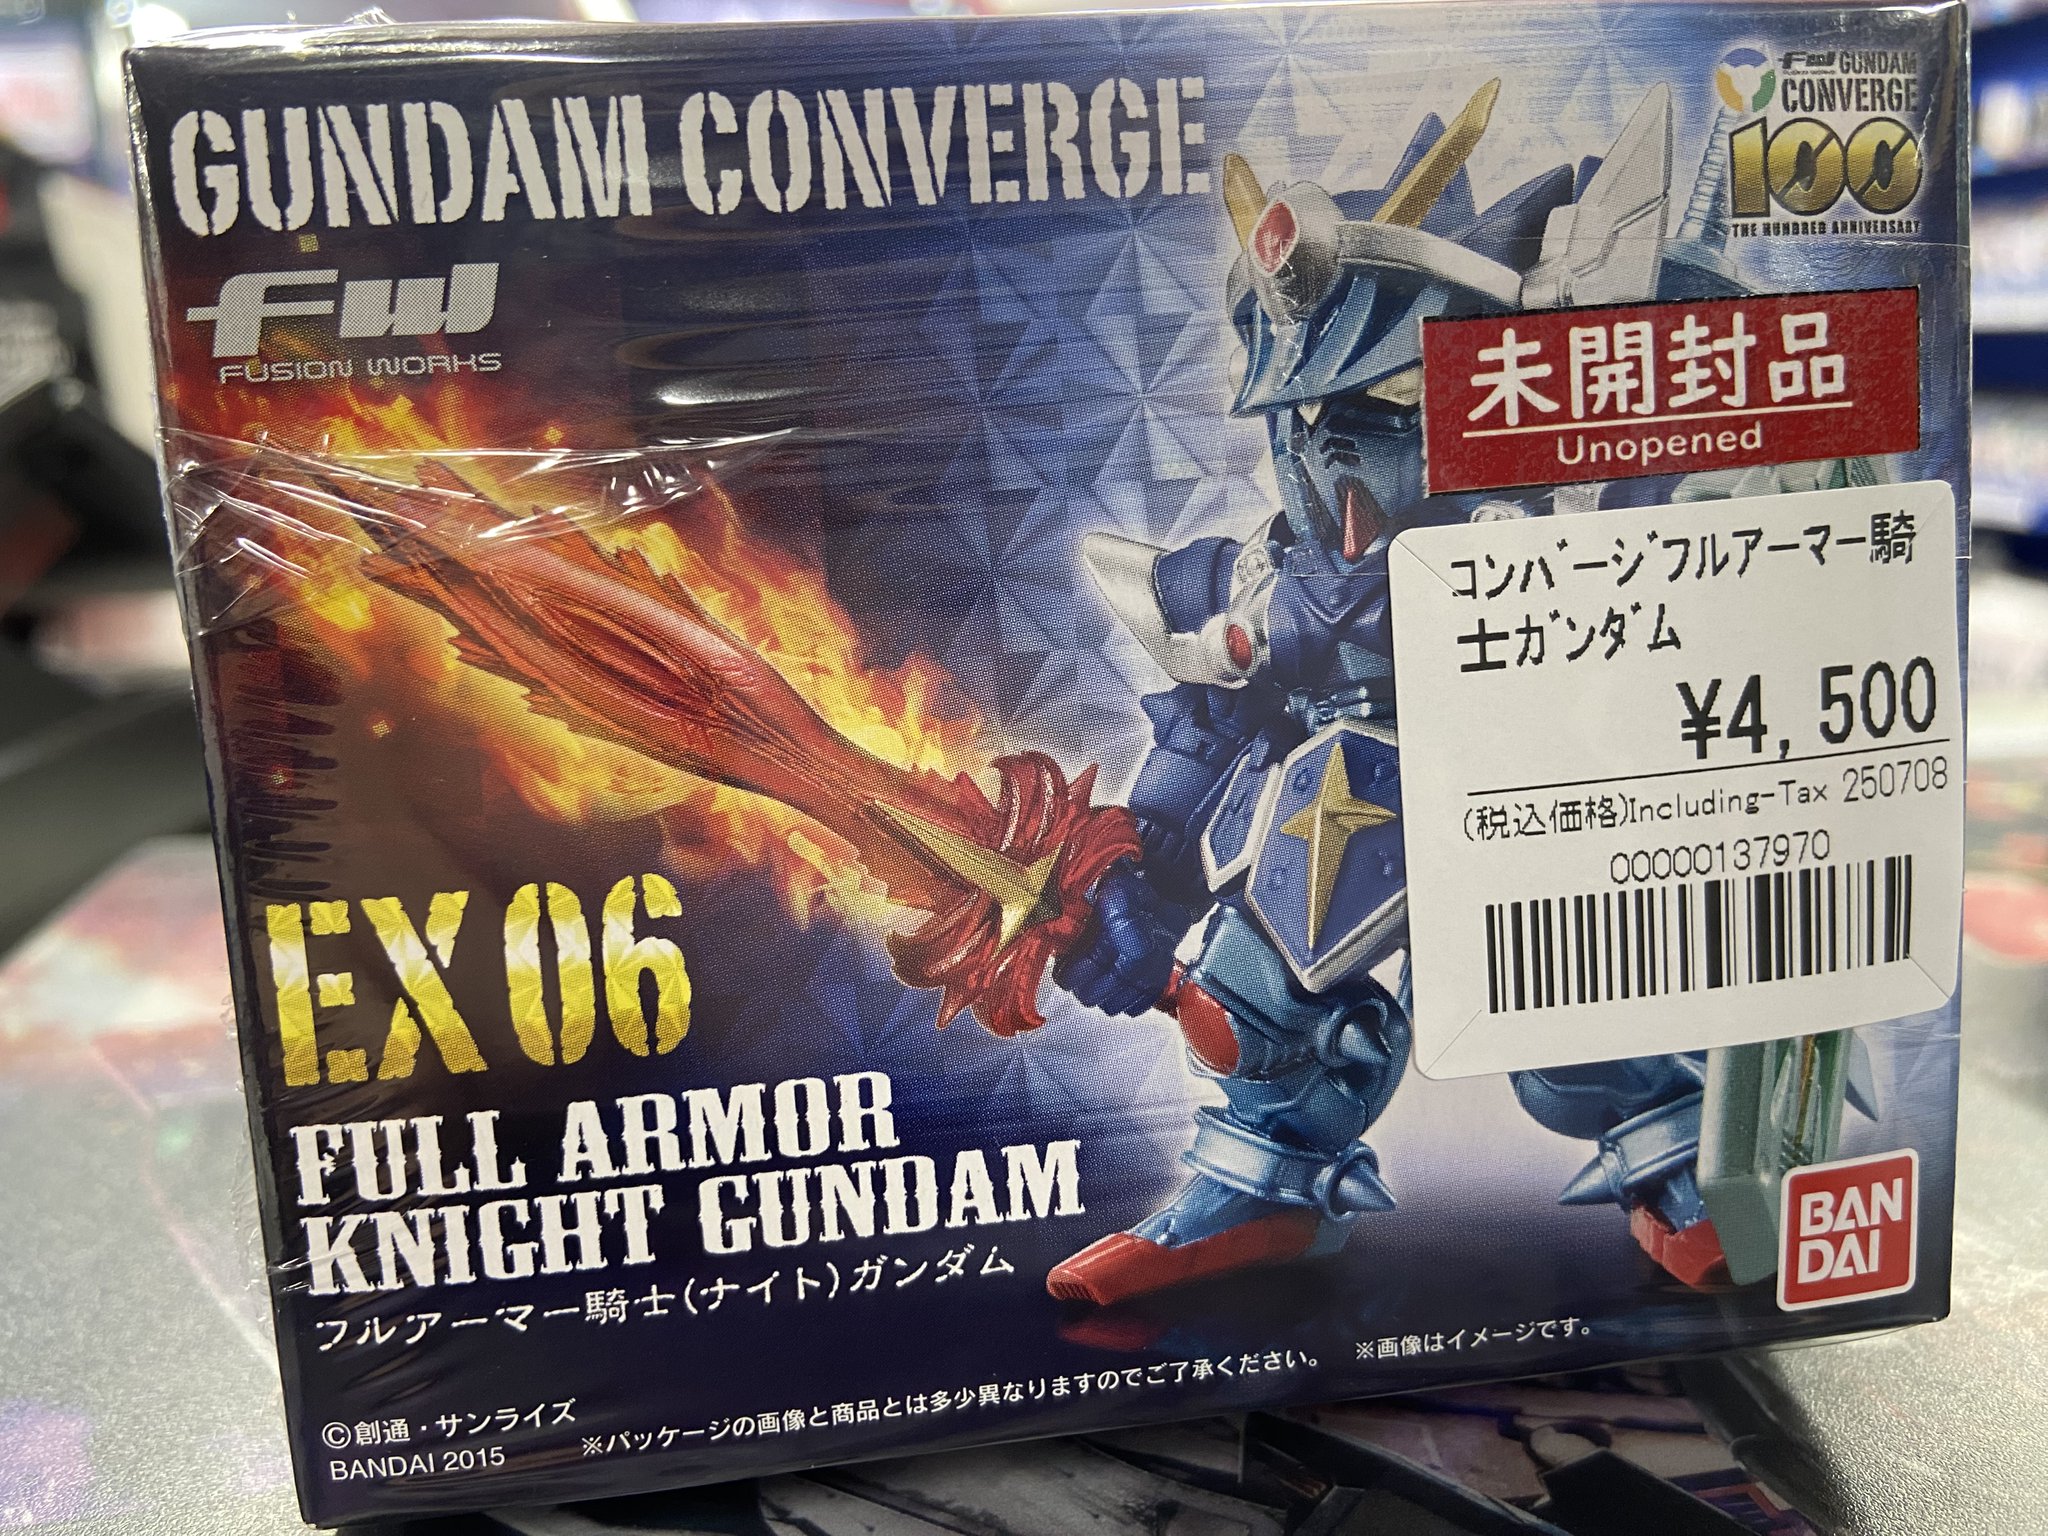 GUNDAM CONVERGE
FW GUNDAM
CONVERGE
100
THE HUNDRED ANNIVERSARY
FW
FUSION WORKS
未開封品
Unopened
コンバージフルアーマー騎
士ガンダム
¥4,500
(税込価格)Including-Tax 250708
00000137970
EX06
FULL ARMOR
KNIGHT GUNDAM
フルアーマー騎士(ナイト)ガンダム
BAN
DAI
©創通・サンライズ
BANDAI 2015
※パッケージの画像と商品とは多少異なりますのでご了承ください。 ※画像はイメージです。